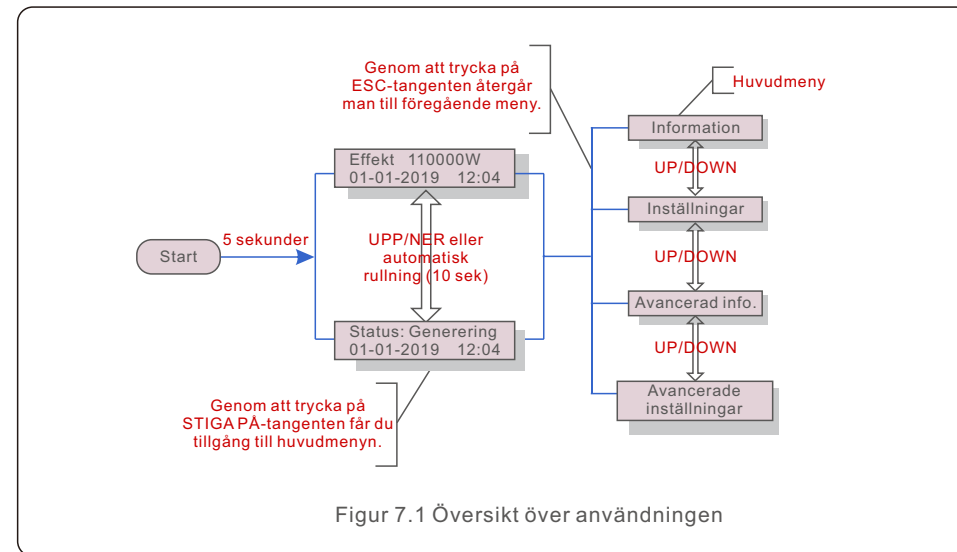 Genom att trycka på
ESC-tangenten återgår
man till föregående meny.
Huvudmeny
Information
UP/DOWN
Inställningar
UP/DOWN
Avancerad info.
UP/DOWN
Avancerade
inställningar
Effekt 110000W
01-01-2019 12:04
Start
5 sekunder
UPP/NER eller
automatisk
rullning (10 sek)
Status: Generering
01-01-2019 12:04
Genom att trycka på
STIGA PÅ-tangenten får du
tillgång till huvudmenyn.
Figur 7.1 Översikt över användningen